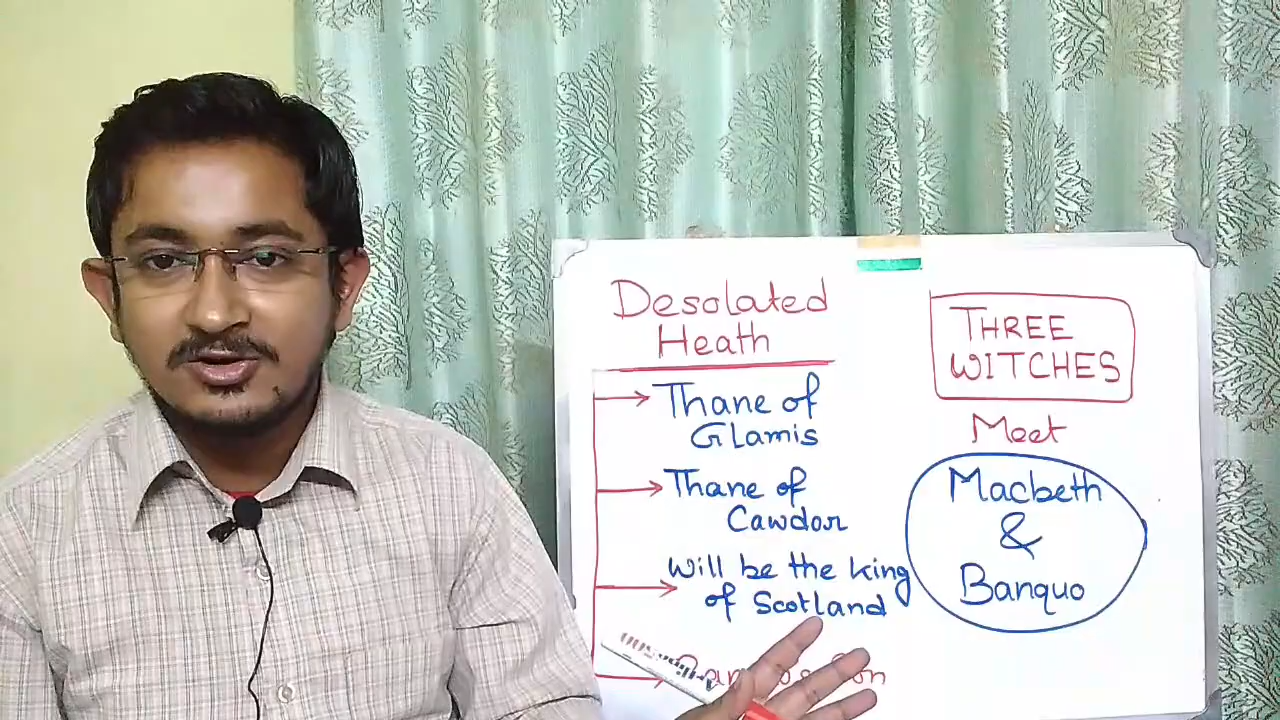 Desolated
Heath
Thane of
Glamis
Thane of
Cawdor
Will be the king
of Scotland
THREE
WITCHES
Meet
Macbeth
&
Banquo